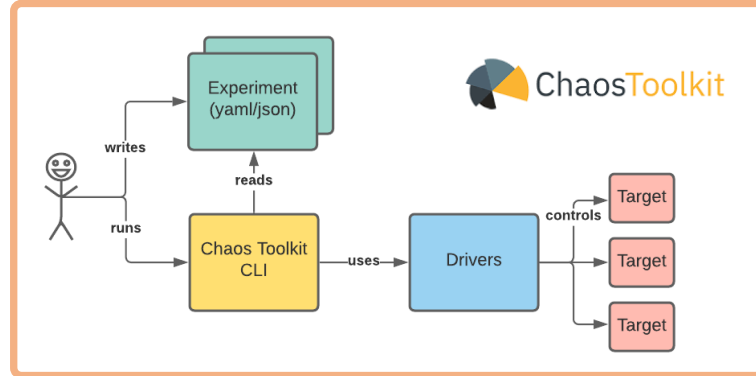 Experiment
(yaml/json)
ChaosToolkit
writes
reads
runs
Chaos Toolkit
CLI
uses
Drivers
controls
Target
Target
Target